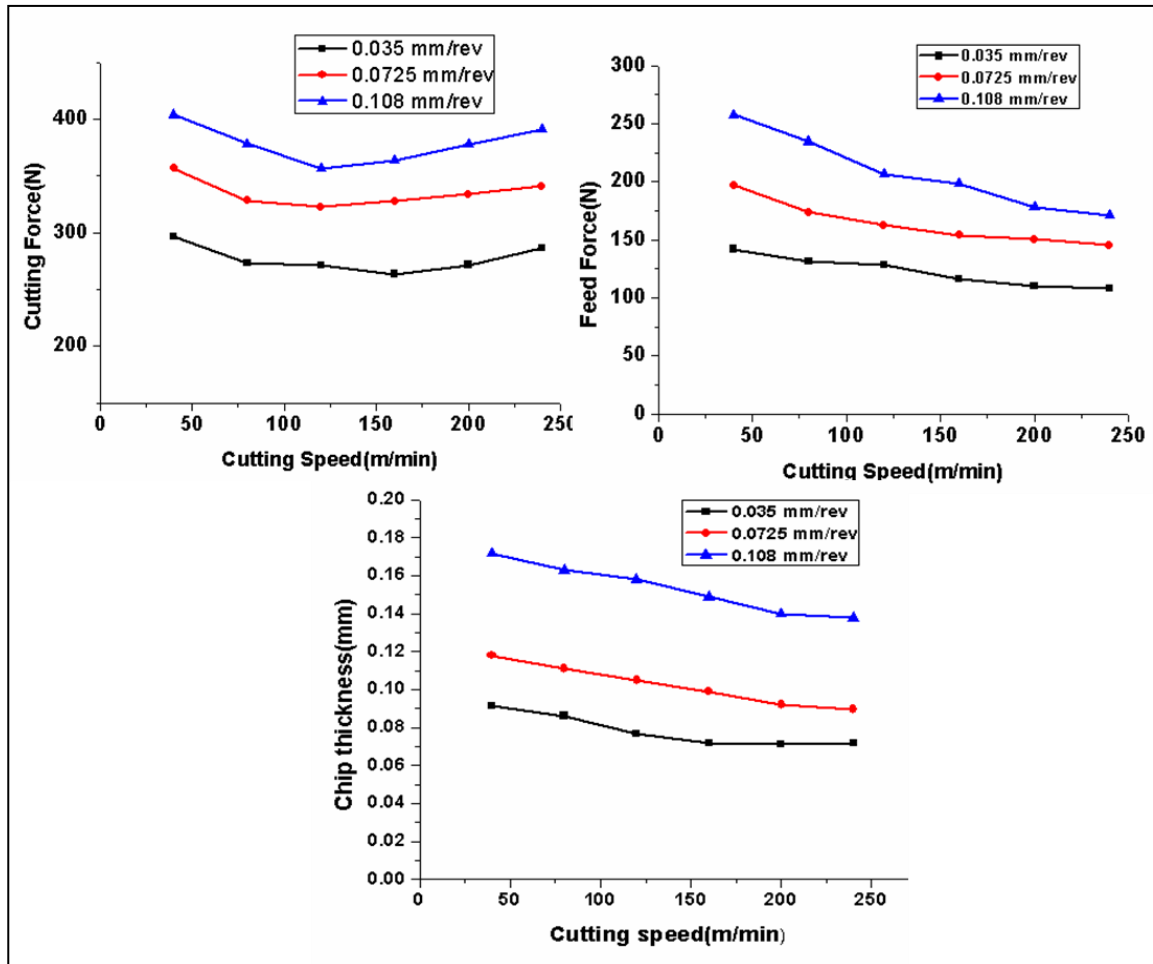 0.035 mm/rev
0.0725 mm/rev
0.108 mm/rev
400
300
200
Cutting Force(N)
0 50 100 150 200 250
Cutting Speed(m/min)
0.035 mm/rev
0.0725 mm/rev
0.108 mm/rev
300
250
200
150
100
50
0
Feed Force(N)
0 50 100 150 200 250
Cutting Speed(m/min)
0.035 mm/rev
0.0725 mm/rev
0.108 mm/rev
0.20
0.18
0.16
0.14
0.12
0.10
0.08
0.06
0.04
0.02
0.00
Chip thickness(mm)
0 50 100 150 200 250
Cutting speed(m/min)